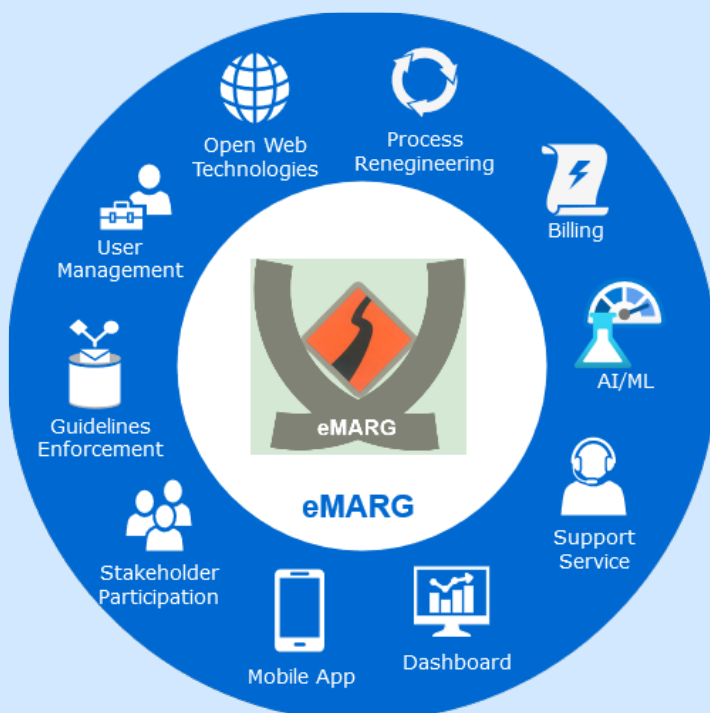 Open Web
Technologies
Process
Renegineering
Billing
AI/ML
Support
Service
Dashboard
Mobile App
Stakeholder
Participation
Guidelines
Enforcement
User
Management
eMARG
eMARG